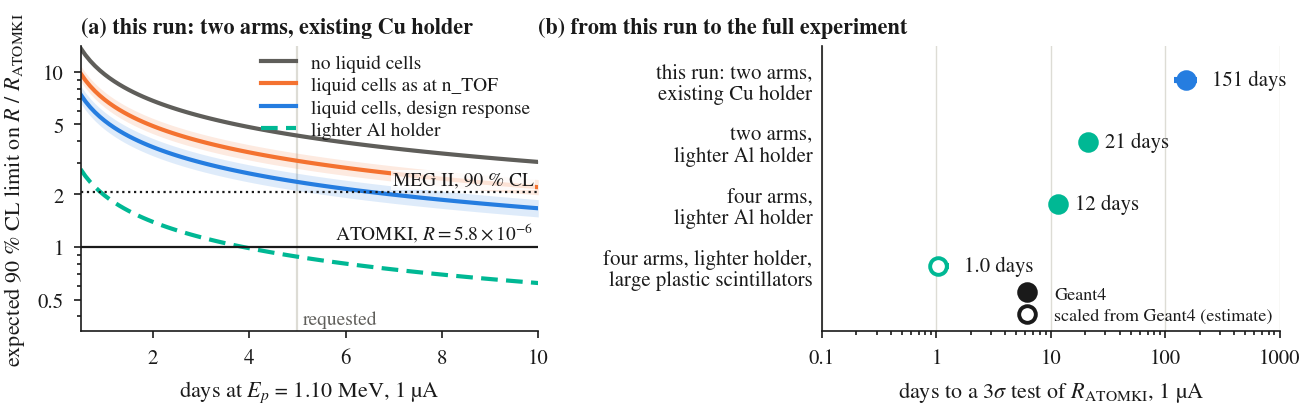 (a) this run: two arms, existing Cu holder
expected 90 % CL limit on R / R_ATOMKI
10
5
2
1
0.5
no liquid cells
liquid cells as at n_TOF
liquid cells, design response
lighter Al holder
MEG II, 90 % CL
ATOMKI, R = 5.8 × 10⁻⁶
requested
2
4
6
8
10
days at E_p = 1.10 MeV, 1 µA
(b) from this run to the full experiment
this run: two arms,
existing Cu holder
151 days
two arms,
lighter Al holder
21 days
four arms,
lighter Al holder
12 days
four arms, lighter holder,
large plastic scintillators
1.0 days
Geant4
scaled from Geant4 (estimate)
0.1
1
10
100
1000
days to a 3σ test of R_ATOMKI, 1 µA